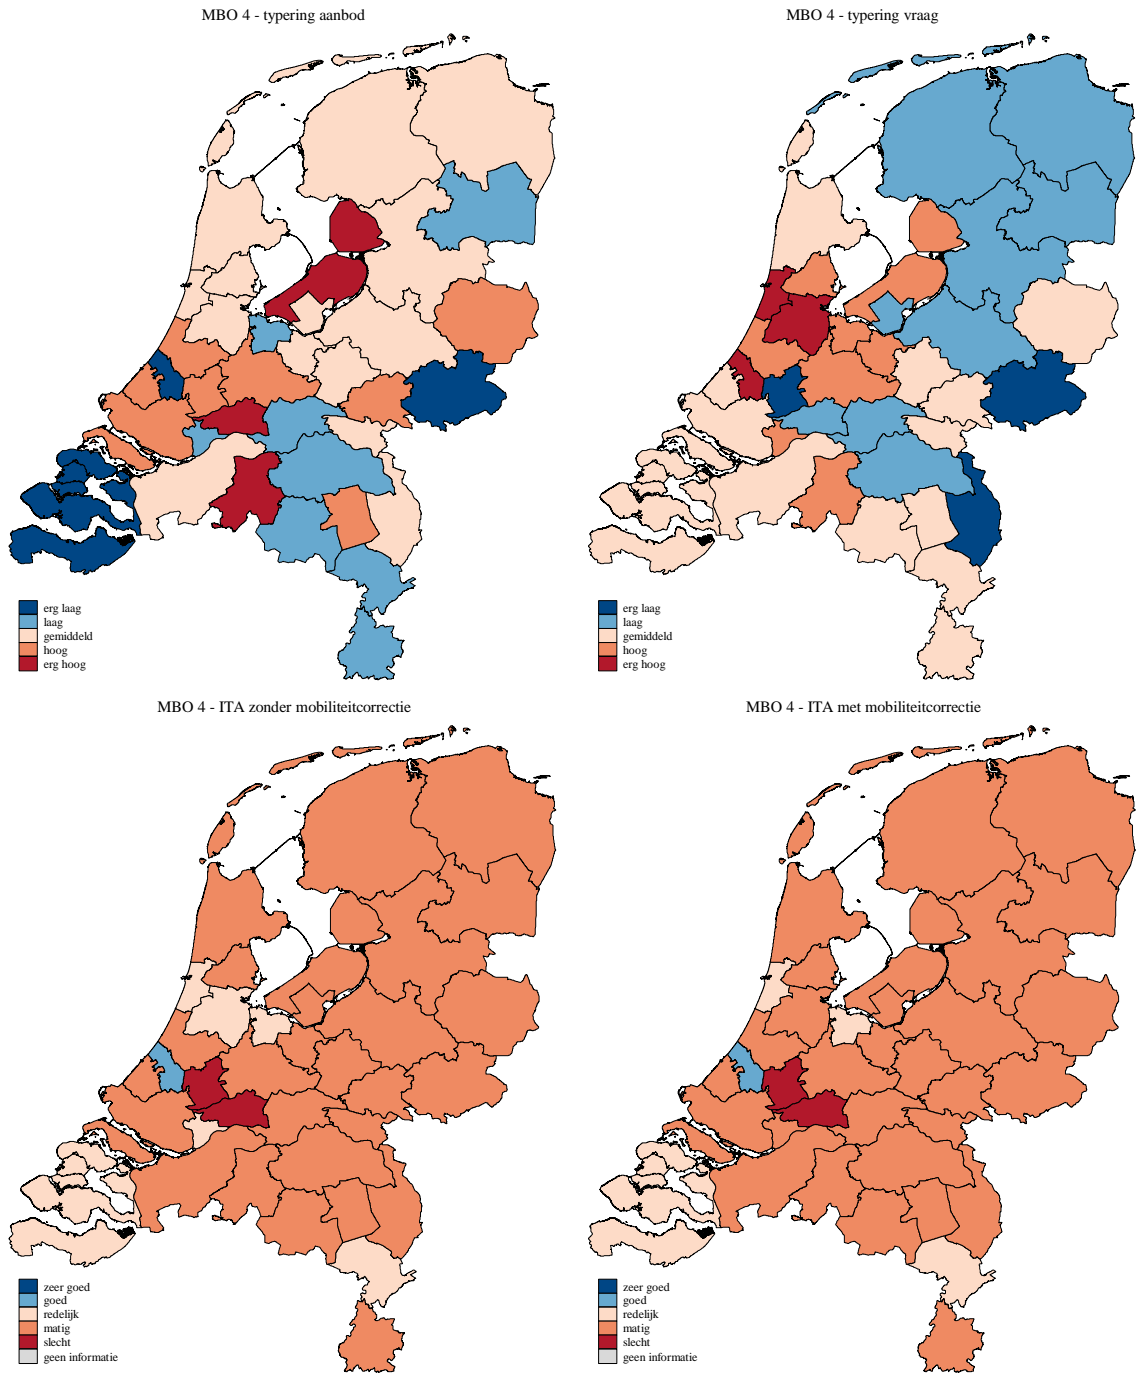 MBO 4 - typering aanbod
erg laag
laag
gemiddeld
hoog
erg hoog
MBO 4 - typering vraag
erg laag
laag
gemiddeld
hoog
erg hoog
MBO 4 - ITA zonder mobiliteitcorrectie
zeer goed
goed
redelijk
matig
slecht
geen informatie
MBO 4 - ITA met mobiliteitcorrectie
zeer goed
goed
redelijk
matig
slecht
geen informatie